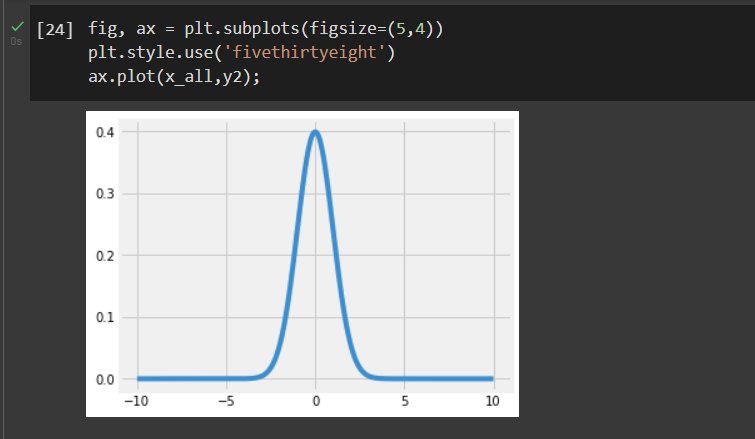 [24] fig, ax = plt.subplots(figsize=(5,4))
0s
plt.style.use('fivethirtyeight')
ax.plot(x_all,y2);
0.4
0.3
0.2
0.1
0.0
−10 −5 0 5 10